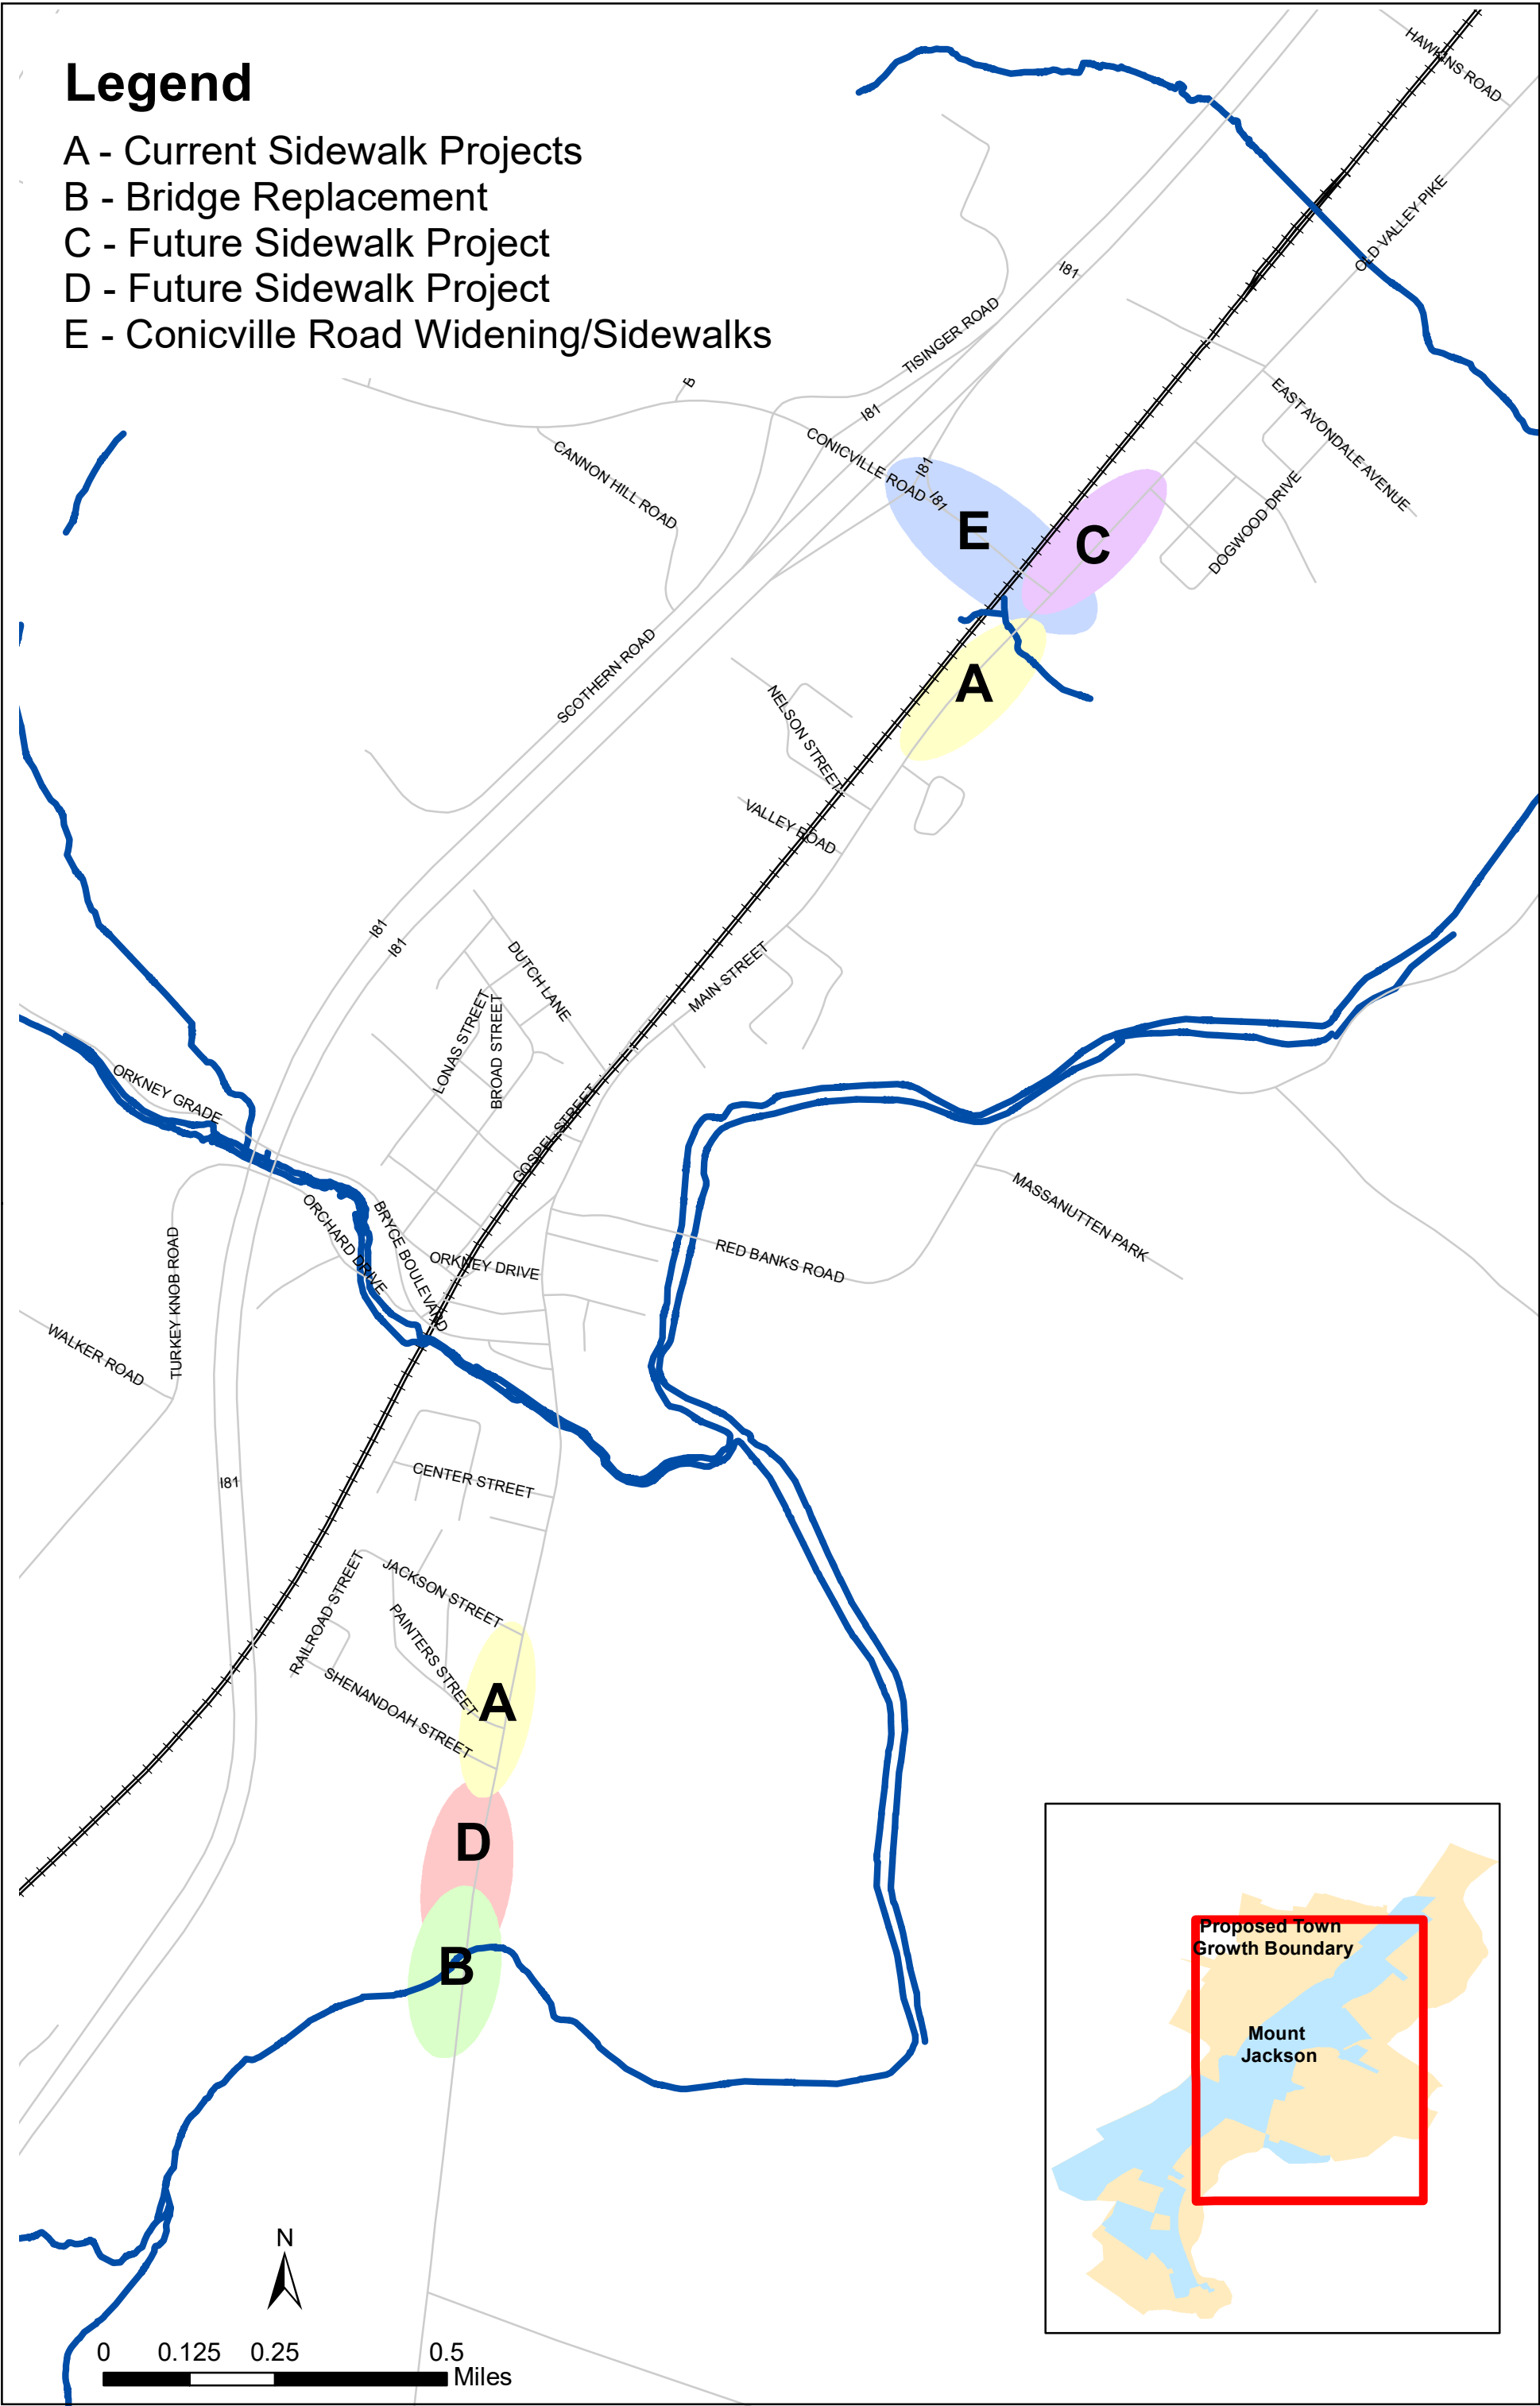 Legend
A - Current Sidewalk Projects
B - Bridge Replacement
C - Future Sidewalk Project
D - Future Sidewalk Project
E - Conicville Road Widening/Sidewalks
HAWKINS ROAD
OLD VALLEY PIKE
I81
TISINGER ROAD
I81
CONICVILLE ROAD
I81
I81
CANNON HILL ROAD
EAST AVONDALE AVENUE
DOGWOOD DRIVE
E
C
A
SCOTHERN ROAD
NELSON STREET
VALLEY ROAD
I81
I81
DUTCH LANE
MAIN STREET
LONAS STREET
BROAD STREET
ORKNEY GRADE
GOSPEL STREET
MASSANUTTEN PARK
ORCHARD DRIVE
BRYCE BOULEVARD
ORKNEY DRIVE
RED BANKS ROAD
TURKEY KNOB ROAD
WALKER ROAD
I81
CENTER STREET
JACKSON STREET
RAILROAD STREET
PAINTERS STREET
SHENANDOAH STREET
A
D
B
Proposed Town
Growth Boundary
Mount
Jackson
N
0 0.125 0.25 0.5
Miles